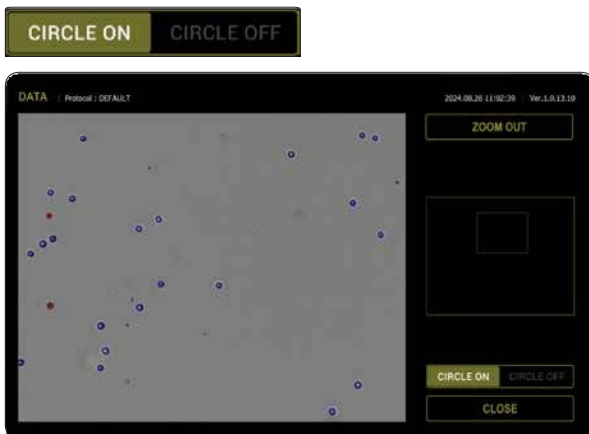 CIRCLE ON CIRCLE OFF
DATA | Protocol : DEFAULT 2024.08.26 11:02:39 | Ver.1.0.13.10
ZOOM OUT
CIRCLE ON CIRCLE OFF
CLOSE